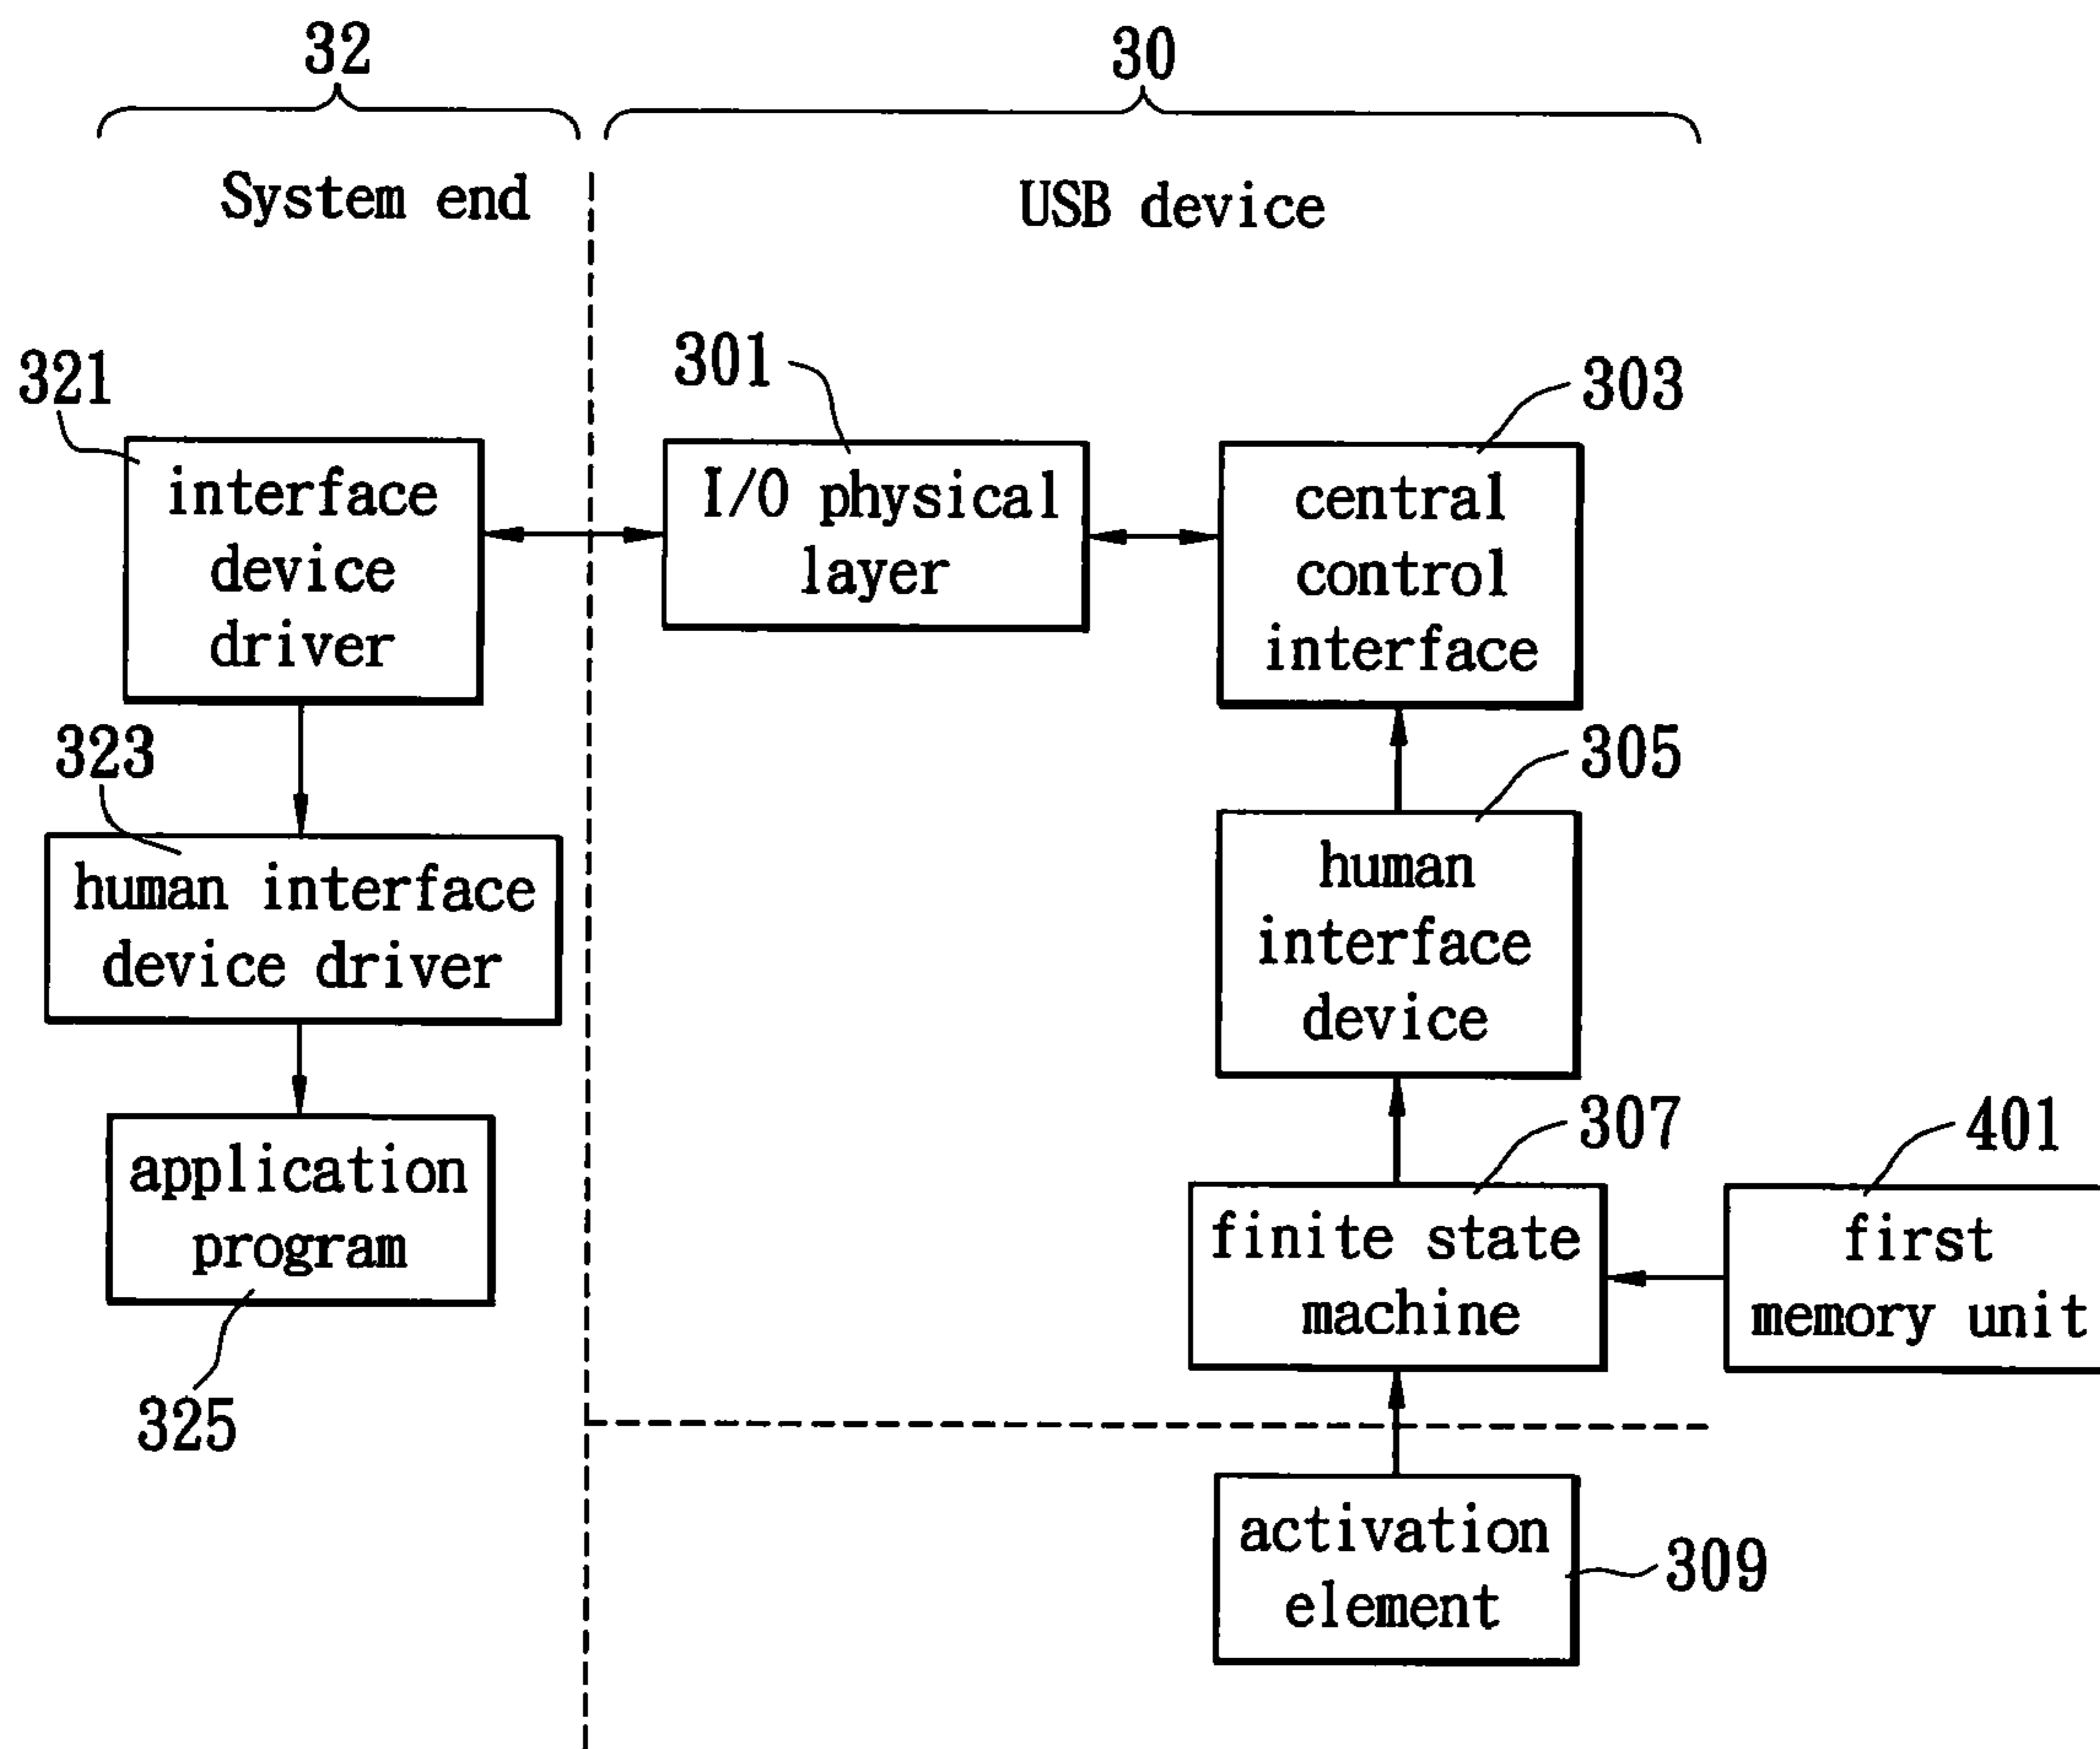 32
30
System end
USB device
321
301
303
interface
device
driver
I/O physical
layer
central
control
interface
323
305
human interface
device driver
human
interface
device
307
401
application
program
finite state
machine
first
memory unit
325
activation
element
309